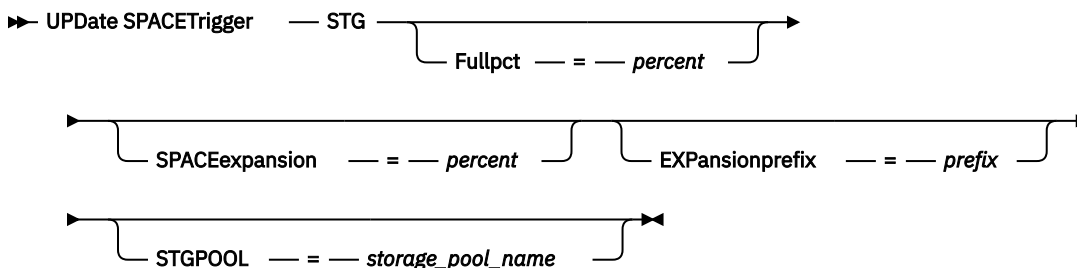 UPDate SPACETrigger STG
Fullpct = percent
SPACEexpansion = percent EXPansionprefix = prefix
STGPOOL = storage_pool_name